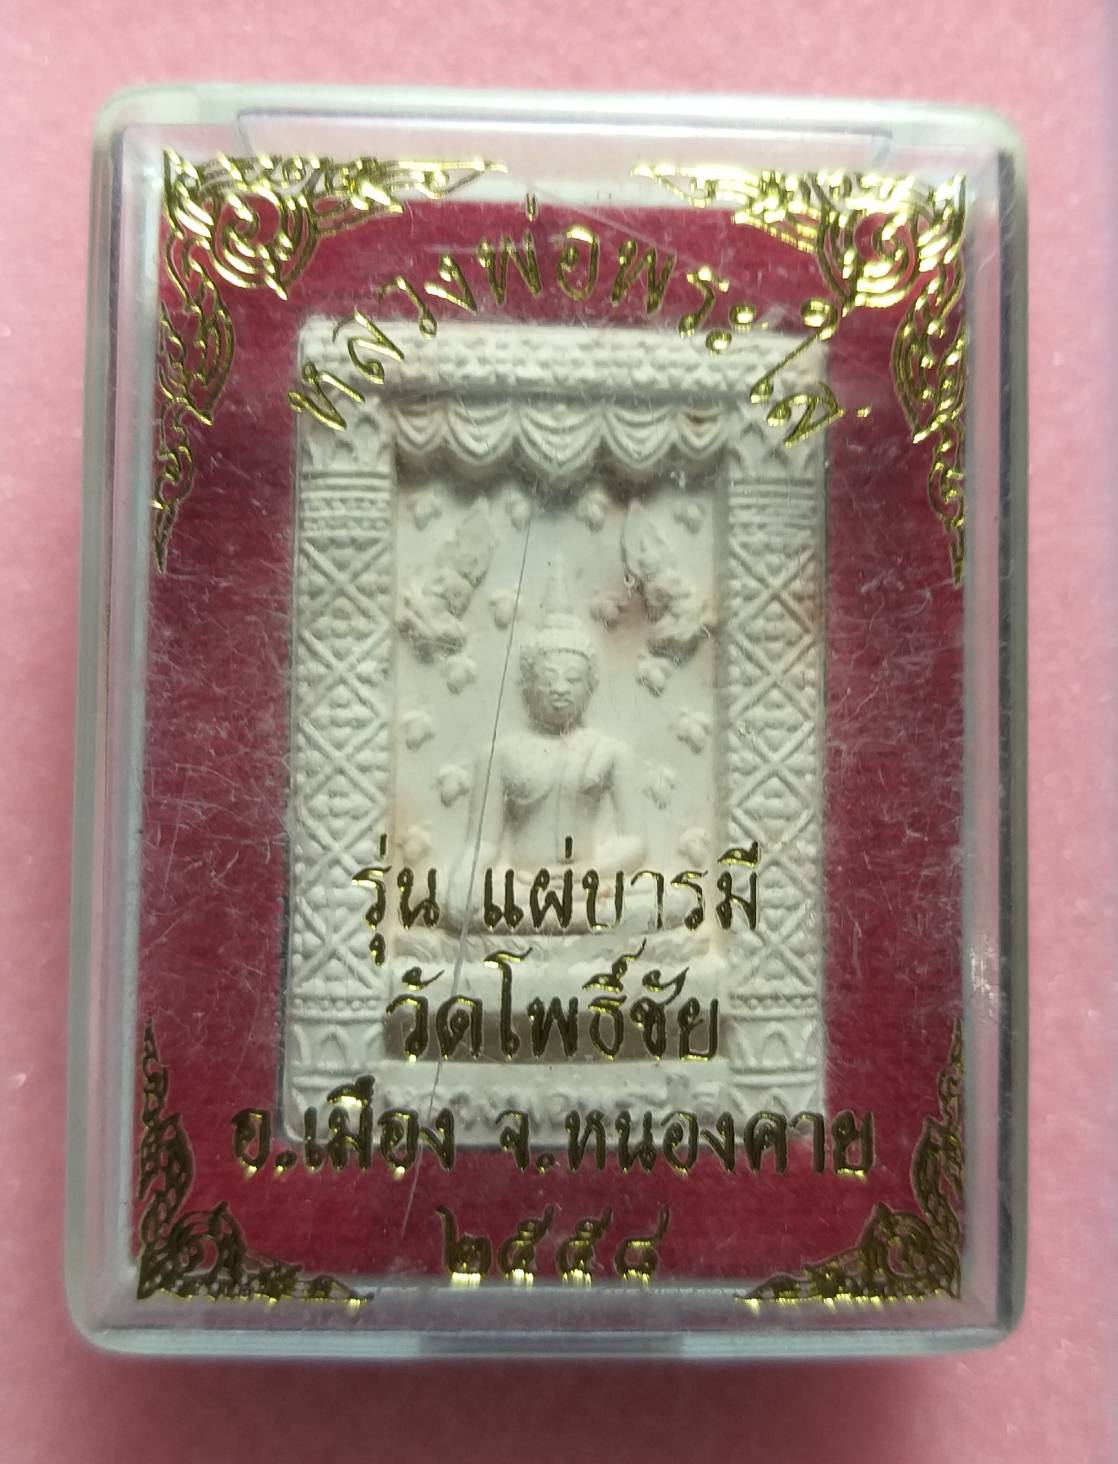 หลวงพ่อพระใส
รุ่น แผ่บารมี
วัดโพธิ์ชัย
อ.เมือง จ.หนองคาย
๒๕๕๘